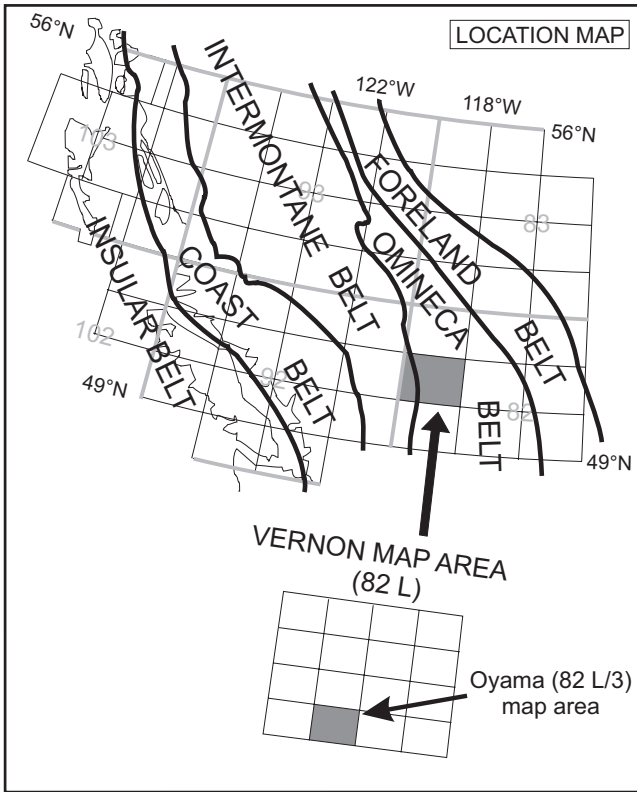 LOCATION MAP
56°N
122°W
118°W
56°N
103
93
83
INTERMONTANE BELT
FORELAND BELT
OMINECA BELT
COAST BELT
INSULAR BELT
102
92
82
49°N
49°N
VERNON MAP AREA
(82 L)
Oyama (82 L/3)
map area